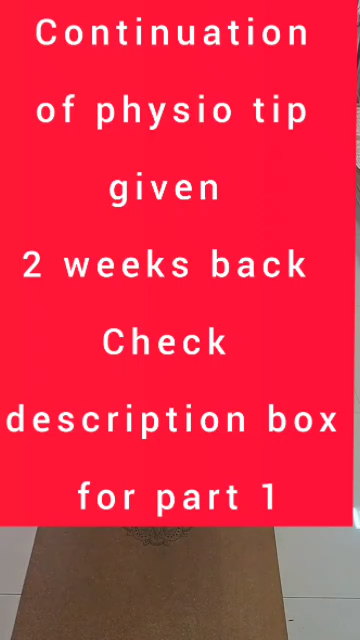 Continuation
of physio tip
given
2 weeks back
Check
description box
for part 1